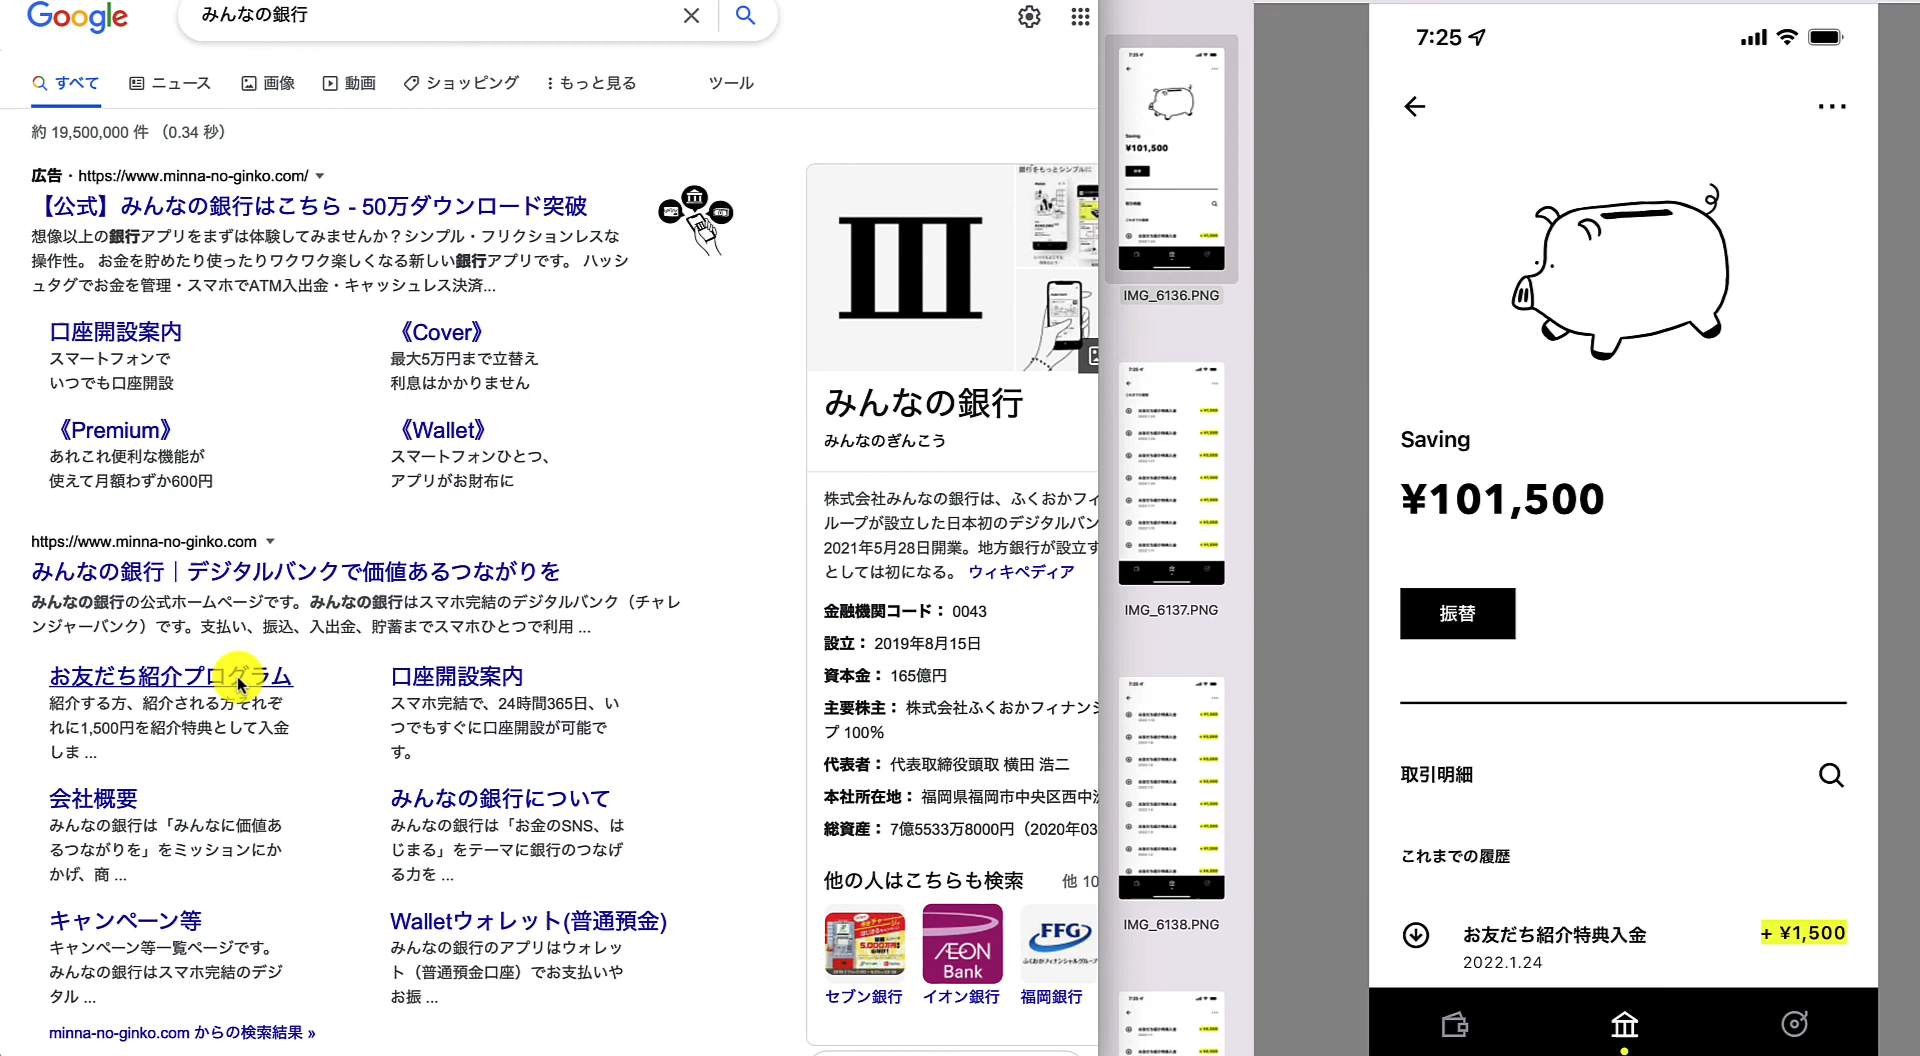 Google
みんなの銀行
すべて
ニュース
画像
動画
ショッピング
もっと見る
ツール
約 19,500,000 件 （0.34 秒）
広告・https://www.minna-no-ginko.com/
【公式】みんなの銀行はこちら - 50万ダウンロード突破
想像以上の銀行アプリをまずは体験してみませんか？シンプル・フリクションレスな
操作性。 お金を貯めたり使ったりワクワク楽しくなる新しい銀行アプリです。 ハッシ
ュタグでお金を管理・スマホでATM入出金・キャッシュレス決済...
口座開設案内
スマートフォンで
いつでも口座開設
《Cover》
最大5万円まで立替え
利息はかかりません
《Premium》
あれこれ便利な機能が
使えて月額わずか600円
《Wallet》
スマートフォンひとつ、
アプリがお財布に
https://www.minna-no-ginko.com
みんなの銀行｜デジタルバンクで価値あるつながりを
みんなの銀行の公式ホームページです。みんなの銀行はスマホ完結のデジタルバンク（チャレ
ンジャーバンク）です。支払い、振込、入出金、貯蓄までスマホひとつで利用 ...
お友だち紹介プログラム
紹介する方、紹介される方それぞ
れに1,500円を紹介特典として入金
しま ...
口座開設案内
スマホ完結で、24時間365日、い
つでもすぐに口座開設が可能で
す。
会社概要
みんなの銀行は「みんなに価値あ
るつながりを」をミッションにか
かげ、商 ...
みんなの銀行について
みんなの銀行は「お金のSNS、は
じまる」をテーマに銀行のつなげ
る力を ...
キャンペーン等
キャンペーン等一覧ページです。
みんなの銀行はスマホ完結のデジ
タル ...
Walletウォレット(普通預金)
みんなの銀行のアプリはウォレッ
ト（普通預金口座）でお支払いや
お振 ...
minna-no-ginko.com からの検索結果 »
銀行をもっとシンプルに
みんなの銀行
みんなのぎんこう
株式会社みんなの銀行は、ふくおかフィ
ループが設立した日本初のデジタルバン
2021年5月28日開業。地方銀行が設立す
としては初になる。 ウィキペディア
金融機関コード： 0043
設立： 2019年8月15日
資本金： 165億円
主要株主： 株式会社ふくおかフィナンシ
プ 100%
代表者： 代表取締役頭取 横田 浩二
本社所在地： 福岡県福岡市中央区西中
総資産： 7億5533万8000円（2020年03
他の人はこちらも検索
他 10
ÆON
Bank
FFG
ふくおかフィナンシャルグループ
セブン銀行
イオン銀行
福岡銀行
Saving
¥101,500
IMG_6136.PNG
IMG_6137.PNG
IMG_6138.PNG
7:25
Saving
¥101,500
振替
取引明細
これまでの履歴
お友だち紹介特典入金
+ ¥1,500
2022.1.24